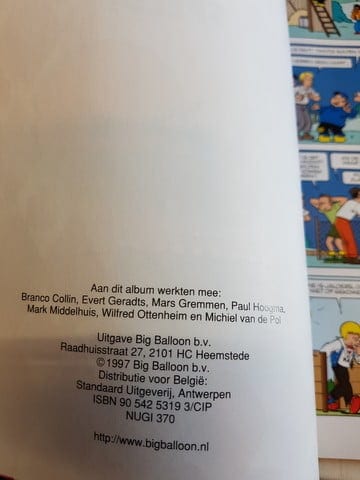 Aan dit album werkten mee:
Branco Collin, Evert Geradts, Mars Gremmen, Paul Hoogma,
Mark Middelhuis, Wilfred Ottenheim en Michiel van de Pol
Uitgave Big Balloon b.v.
Raadhuisstraat 27, 2101 HC Heemstede
©1997 Big Balloon b.v.
Distributie voor België:
Standaard Uitgeverij, Antwerpen
ISBN 90 542 5319 3/CIP
NUGI 370
http://www.bigballoon.nl